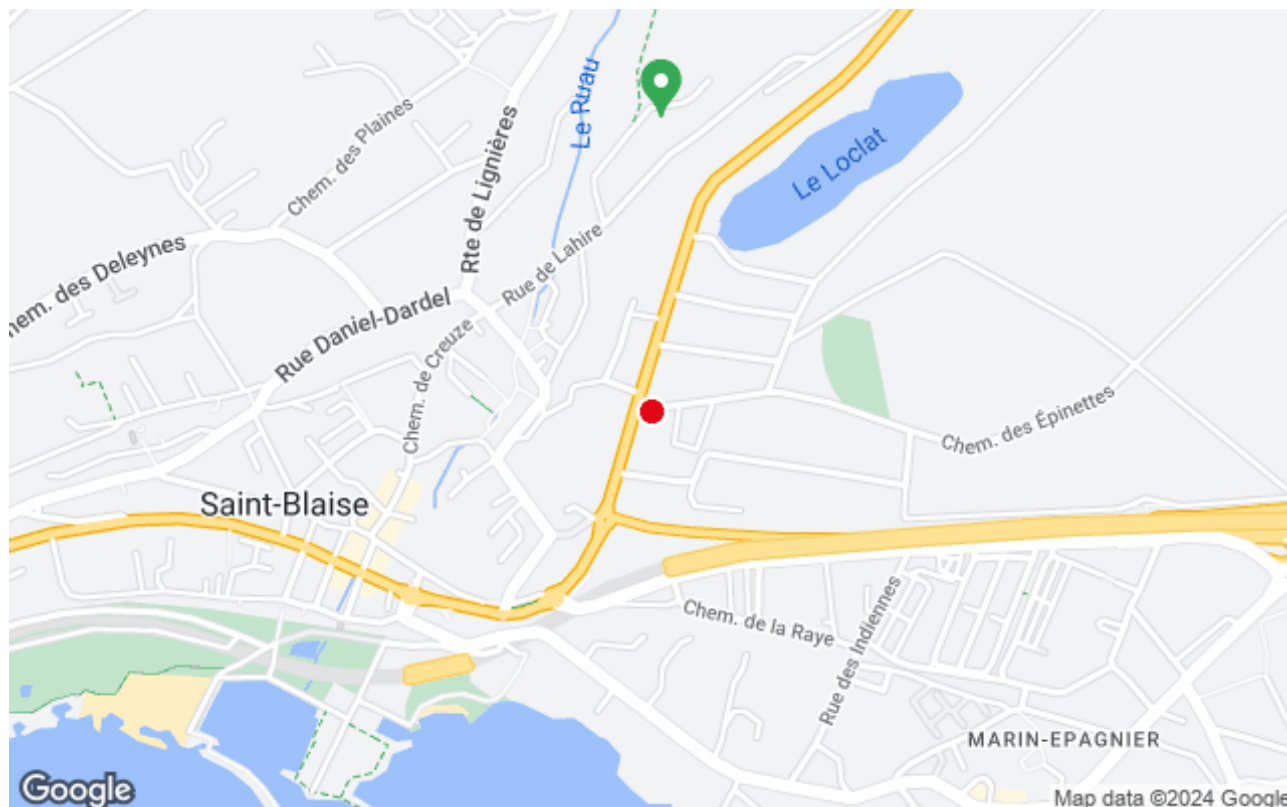 Le Ruau
Chem. des Plaines
Rte de Lignières
Le Loclat
hem. des Deleynes
Rue de Lahire
Rue Daniel-Dardel
Chem. de Creuze
Chem. des Épinettes
Saint-Blaise
Chem. de la Raye
Rue des Indiennes
MARIN-EPAGNIER
Google
Map data ©2024 Google